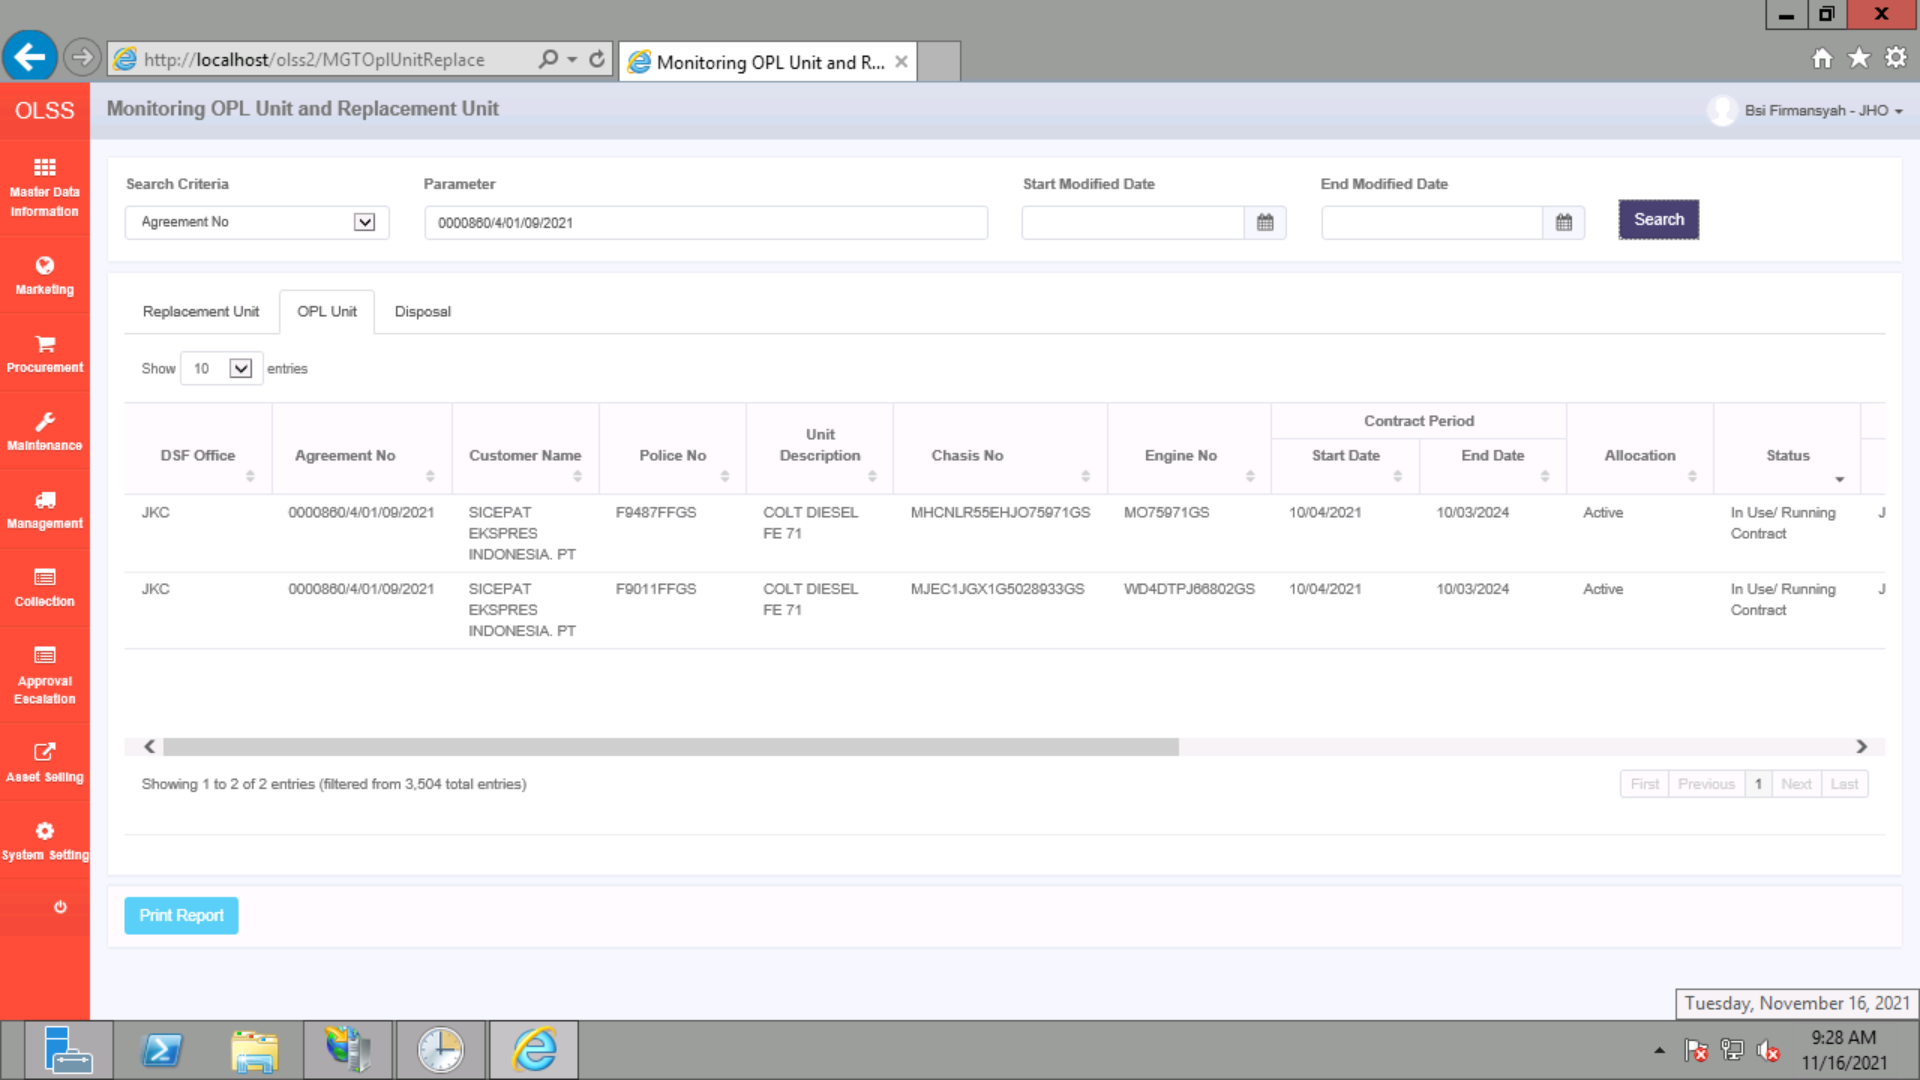 http://localhost/olss2/MGTOplUnitReplace
Monitoring OPL Unit and R...
OLSS
Monitoring OPL Unit and Replacement Unit
Bsi Firmansyah - JHO
Master Data
Information
Marketing
Procurement
Maintenance
Management
Collection
Approval
Escalation
Asset Selling
System Setting
Search Criteria
Parameter
Start Modified Date
End Modified Date
Agreement No
0000860/4/01/09/2021
Search
Replacement Unit
OPL Unit
Disposal
Show 10 entries
DSF Office
Agreement No
Customer Name
Police No
Unit
Description
Chasis No
Engine No
Contract Period
Start Date
End Date
Allocation
Status
JKC
0000860/4/01/09/2021
SICEPAT
EKSPRES
INDONESIA. PT
F9487FFGS
COLT DIESEL
FE 71
MHCNLR55EHJO75971GS
MO75971GS
10/04/2021
10/03/2024
Active
In Use/ Running
Contract
J
JKC
0000860/4/01/09/2021
SICEPAT
EKSPRES
INDONESIA. PT
F9011FFGS
COLT DIESEL
FE 71
MJEC1JGX1G5028933GS
WD4DTPJ66802GS
10/04/2021
10/03/2024
Active
In Use/ Running
Contract
J
Showing 1 to 2 of 2 entries (filtered from 3,504 total entries)
First Previous 1 Next Last
Print Report
Tuesday, November 16, 2021
9:28 AM
11/16/2021